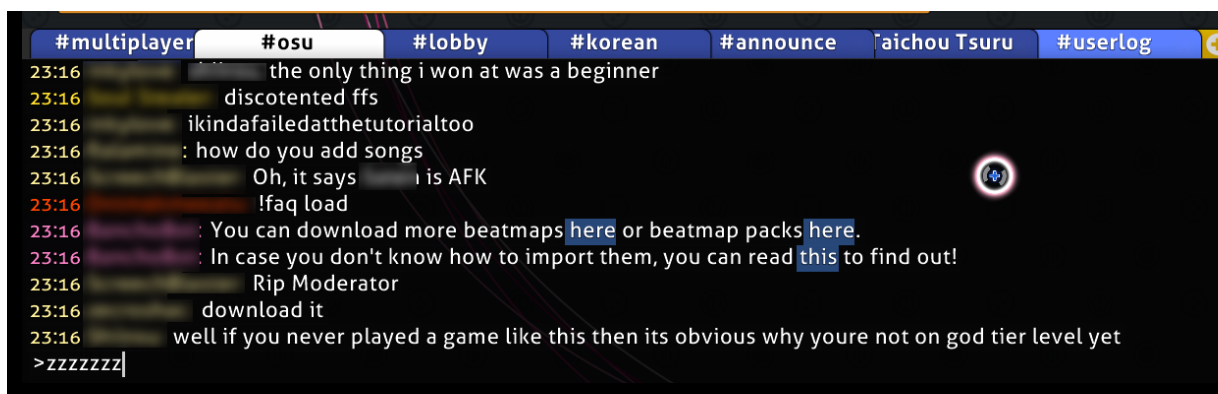 #multiplayer #osu #lobby #korean #announce Taichou Tsuru #userlog
23:16 the only thing i won at was a beginner
23:16 discotented ffs
23:16 ikindafailedatthetutorialtoo
23:16 : how do you add songs
23:16 Oh, it says is AFK
23:16 !faq load
23:16 : You can download more beatmaps here or beatmap packs here.
23:16 : In case you don't know how to import them, you can read this to find out!
23:16 Rip Moderator
23:16 download it
23:16 well if you never played a game like this then its obvious why youre not on god tier level yet
>zzzzzzz